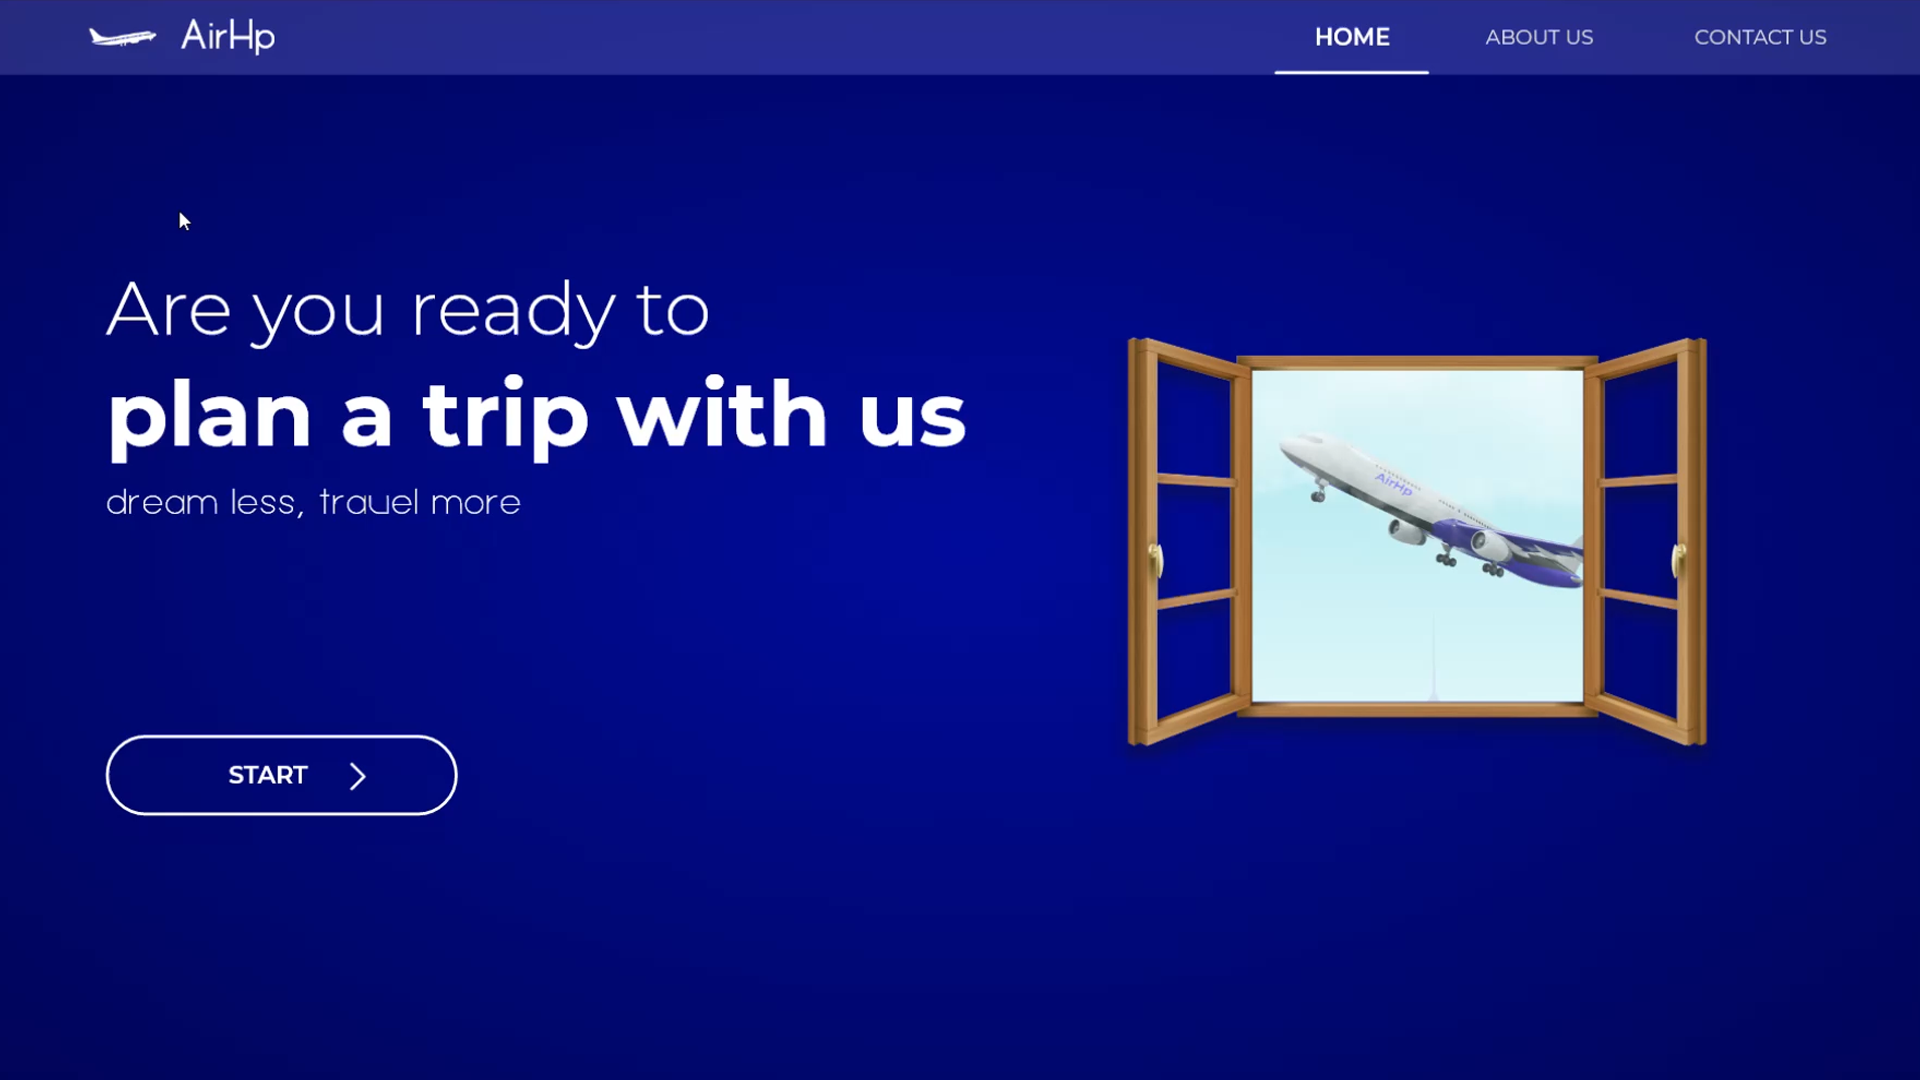 AirHp
HOME
ABOUT US
CONTACT US
Are you ready to
plan a trip with us
dream less, travel more
START
AirHp